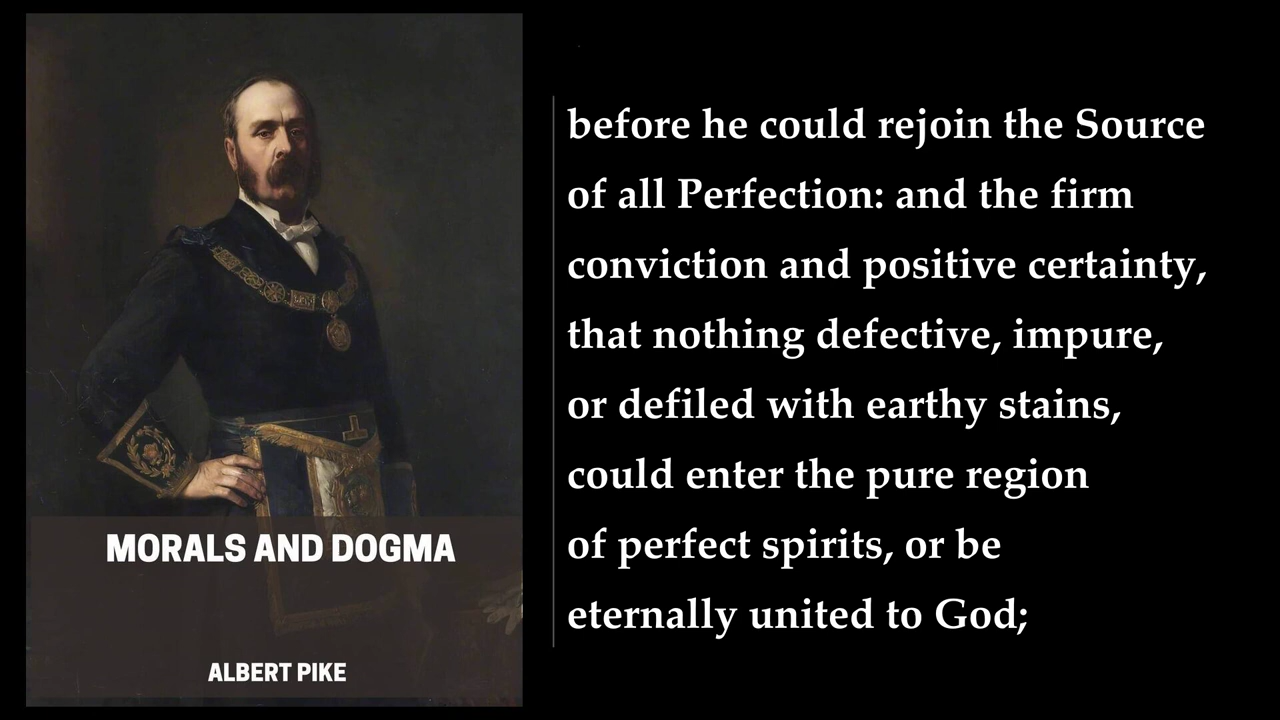 MORALS AND DOGMA
ALBERT PIKE
before he could rejoin the Source
of all Perfection: and the firm
conviction and positive certainty,
that nothing defective, impure,
or defiled with earthy stains,
could enter the pure region
of perfect spirits, or be
eternally united to God;